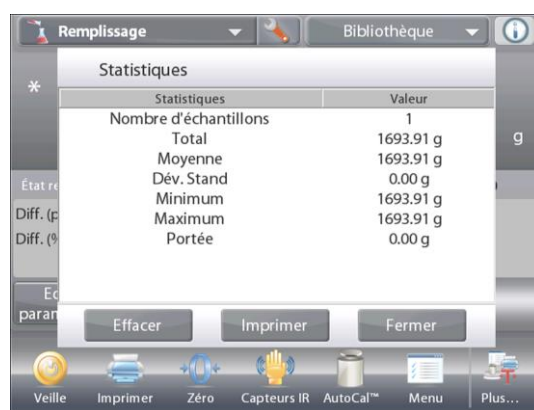 Remplissage Bibliothèque
Statistiques
*
Statistiques Valeur
Nombre d'échantillons 1
Total 1693.91 g
g
Moyenne 1693.91 g
Dév. Stand 0.00 g
État re
Minimum 1693.91 g
Diff. (p
Maximum 1693.91 g
Diff. (%
Portée 0.00 g
param
Effacer Imprimer Fermer
Veille Imprimer Zéro Capteurs IR AutoCal™ Menu Plus...